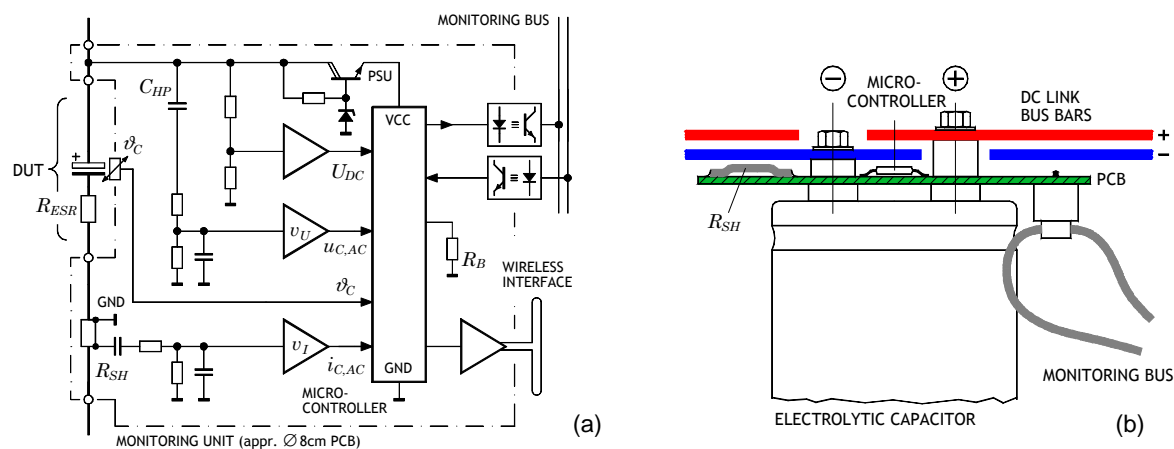 MONITORING BUS
PSU
C_HP
VCC
ϑ_C
DUT
+
U_DC
R_ESR
v_U
u_C,AC
R_B
WIRELESS
INTERFACE
ϑ_C
GND
v_I
R_SH
i_C,AC
GND
MICRO-
CONTROLLER
MONITORING UNIT (appr. ∅ 8cm PCB)
(a)
−
MICRO-
CONTROLLER
+
DC LINK
BUS BARS
+
−
PCB
R_SH
MONITORING BUS
ELECTROLYTIC CAPACITOR
(b)